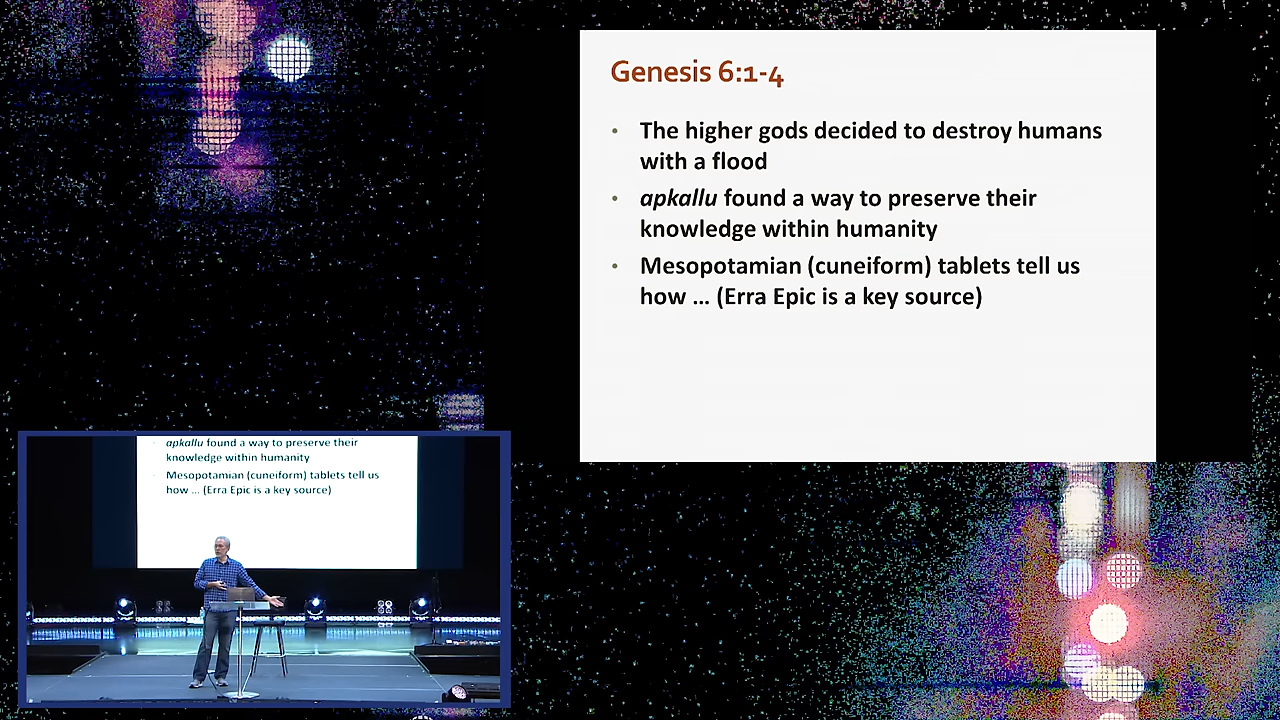 Genesis 6:1-4
• The higher gods decided to destroy humans
with a flood
• apkallu found a way to preserve their
knowledge within humanity
• Mesopotamian (cuneiform) tablets tell us
how ... (Erra Epic is a key source)
apkallu found a way to preserve their
knowledge within humanity
Mesopotamian (cuneiform) tablets tell us
how ... (Erra Epic is a key source)